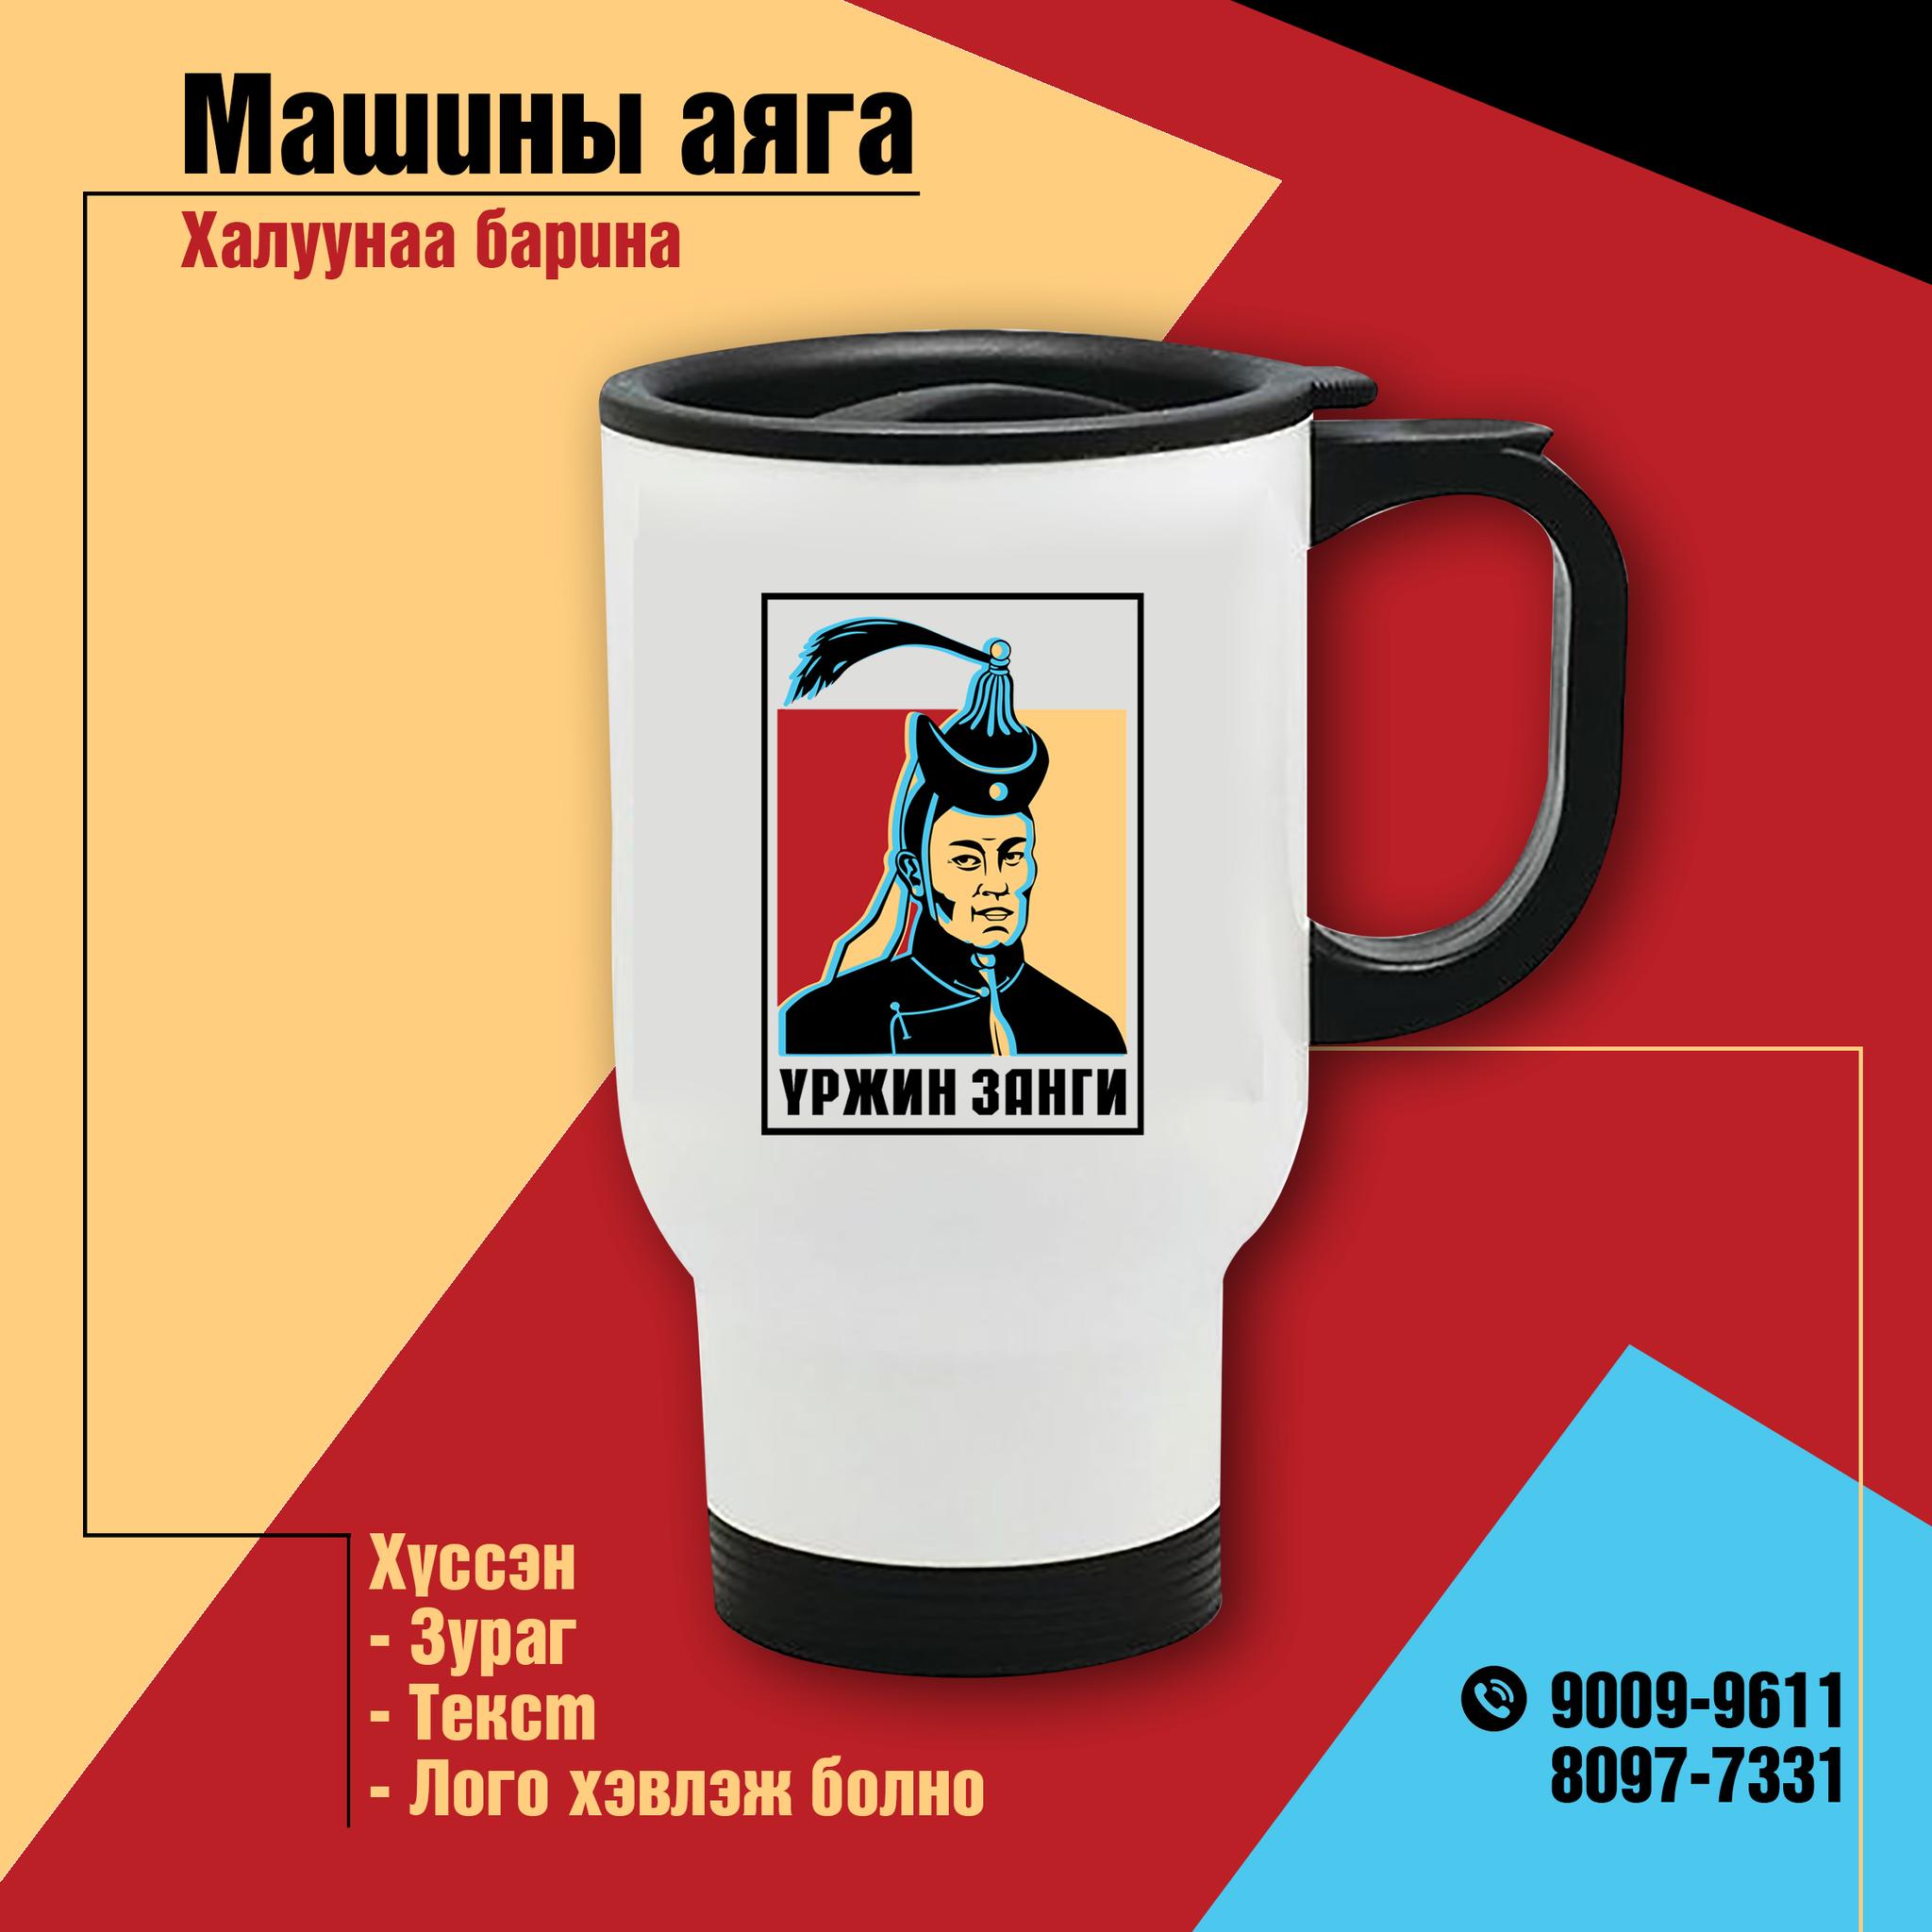 Машины аяга
Халуунаа барина
ҮРЖИН ЗАНГИ
Хүссэн
- Зураг
- Текст
- Лого хэвлэж болно
9009-9611
8097-7331